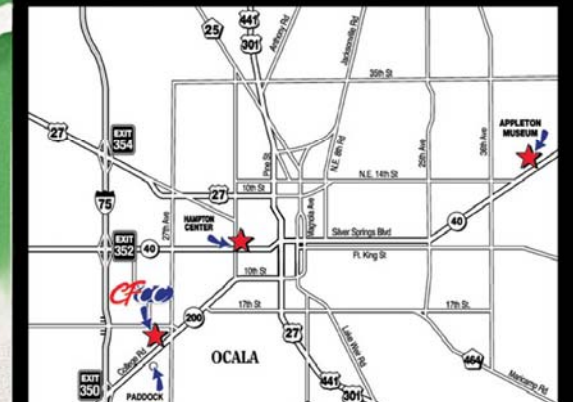 441
301
25
Anthony Rd
Jacksonville Rd
35th St
27
EXIT
354
APPLETON
MUSEUM
Pine St
N.E. 8th Rd
25th Ave
36th Ave
N.E. 14th St
75
27
10th St
27th Ave
HAMPTON
CENTER
Magnolia Ave
40
EXIT
352
40
Silver Springs Blvd
Ft. King St
10th St
CF
200
17th St
17th St.
27
Lake Weir Rd
College Rd
OCALA
464
Maricamp Rd
EXIT
350
PADDOCK
441
301